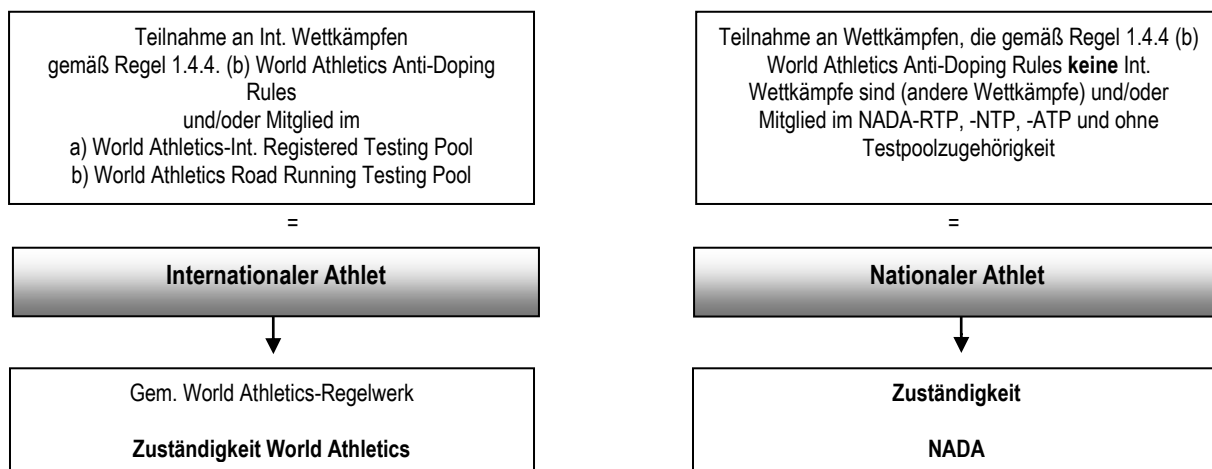 Teilnahme an Int. Wettkämpfen
gemäß Regel 1.4.4. (b) World Athletics Anti-Doping
Rules
und/oder Mitglied im
a) World Athletics-Int. Registered Testing Pool
b) World Athletics Road Running Testing Pool
=
Internationaler Athlet
Gem. World Athletics-Regelwerk
Zuständigkeit World Athletics
Teilnahme an Wettkämpfen, die gemäß Regel 1.4.4 (b)
World Athletics Anti-Doping Rules keine Int.
Wettkämpfe sind (andere Wettkämpfe) und/oder
Mitglied im NADA-RTP, -NTP, -ATP und ohne
Testpoolzugehörigkeit
=
Nationaler Athlet
Zuständigkeit
NADA